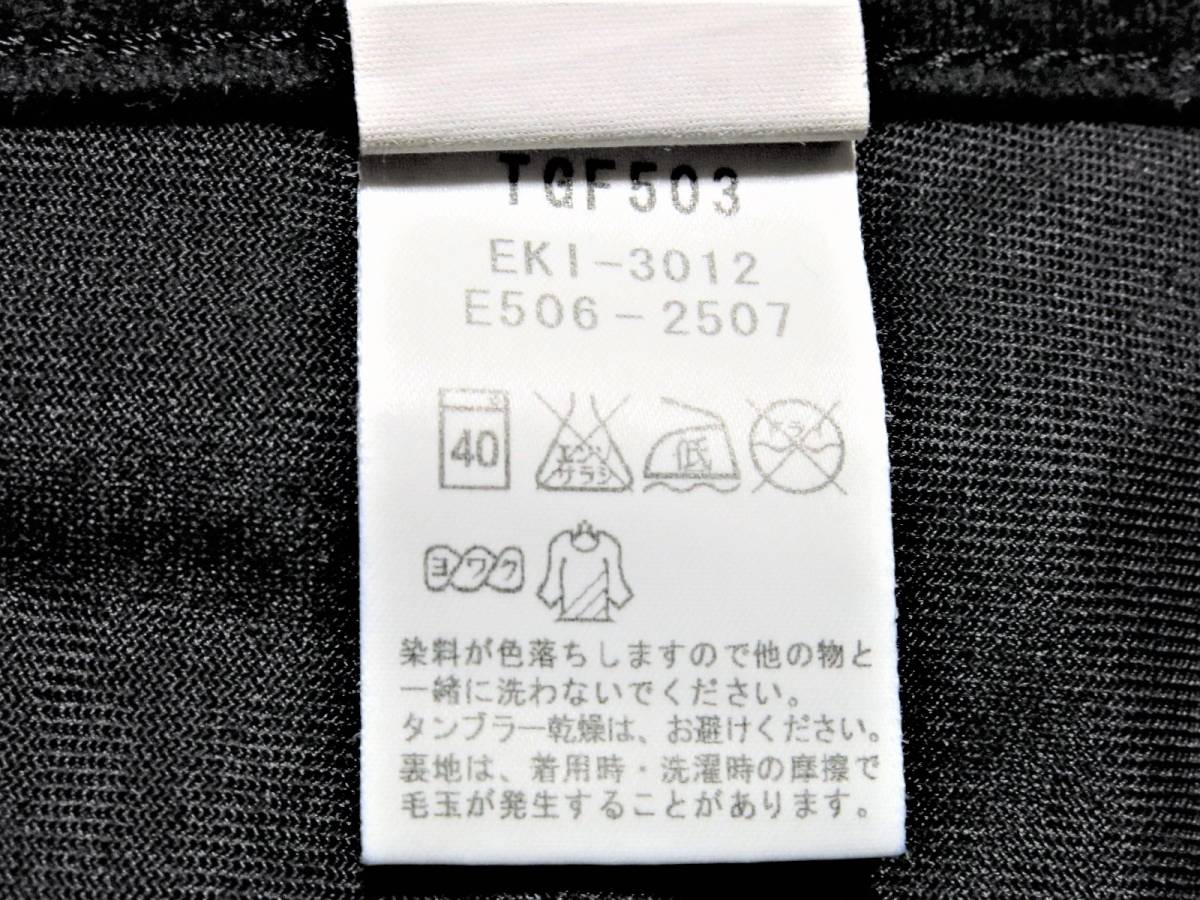 TGF503
EKI-3012
E506-2507
40
エンソ
サラシ
低
ドライ
ヨワク
染料が色落ちしますので他の物と
一緒に洗わないでください。
タンブラー乾燥は、お避けください。
裏地は、着用時・洗濯時の摩擦で
毛玉が発生することがあります。